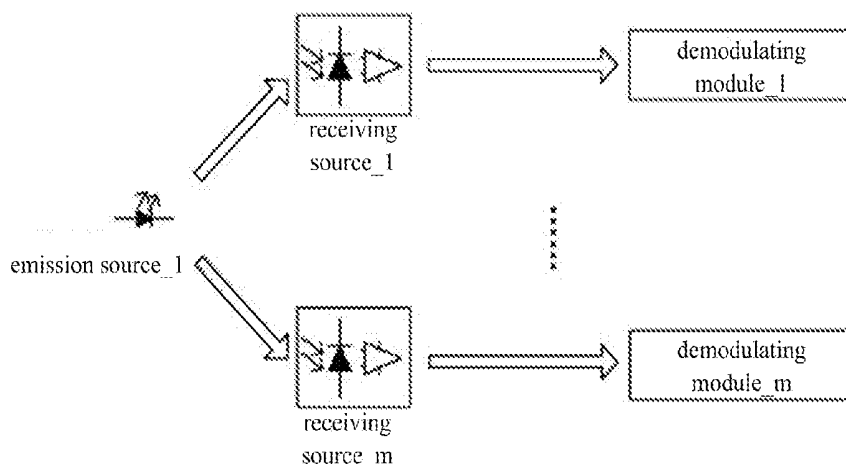 demodulating
module_1
receiving
source_1
emission source_1
demodulating
module_m
receiving
source_m